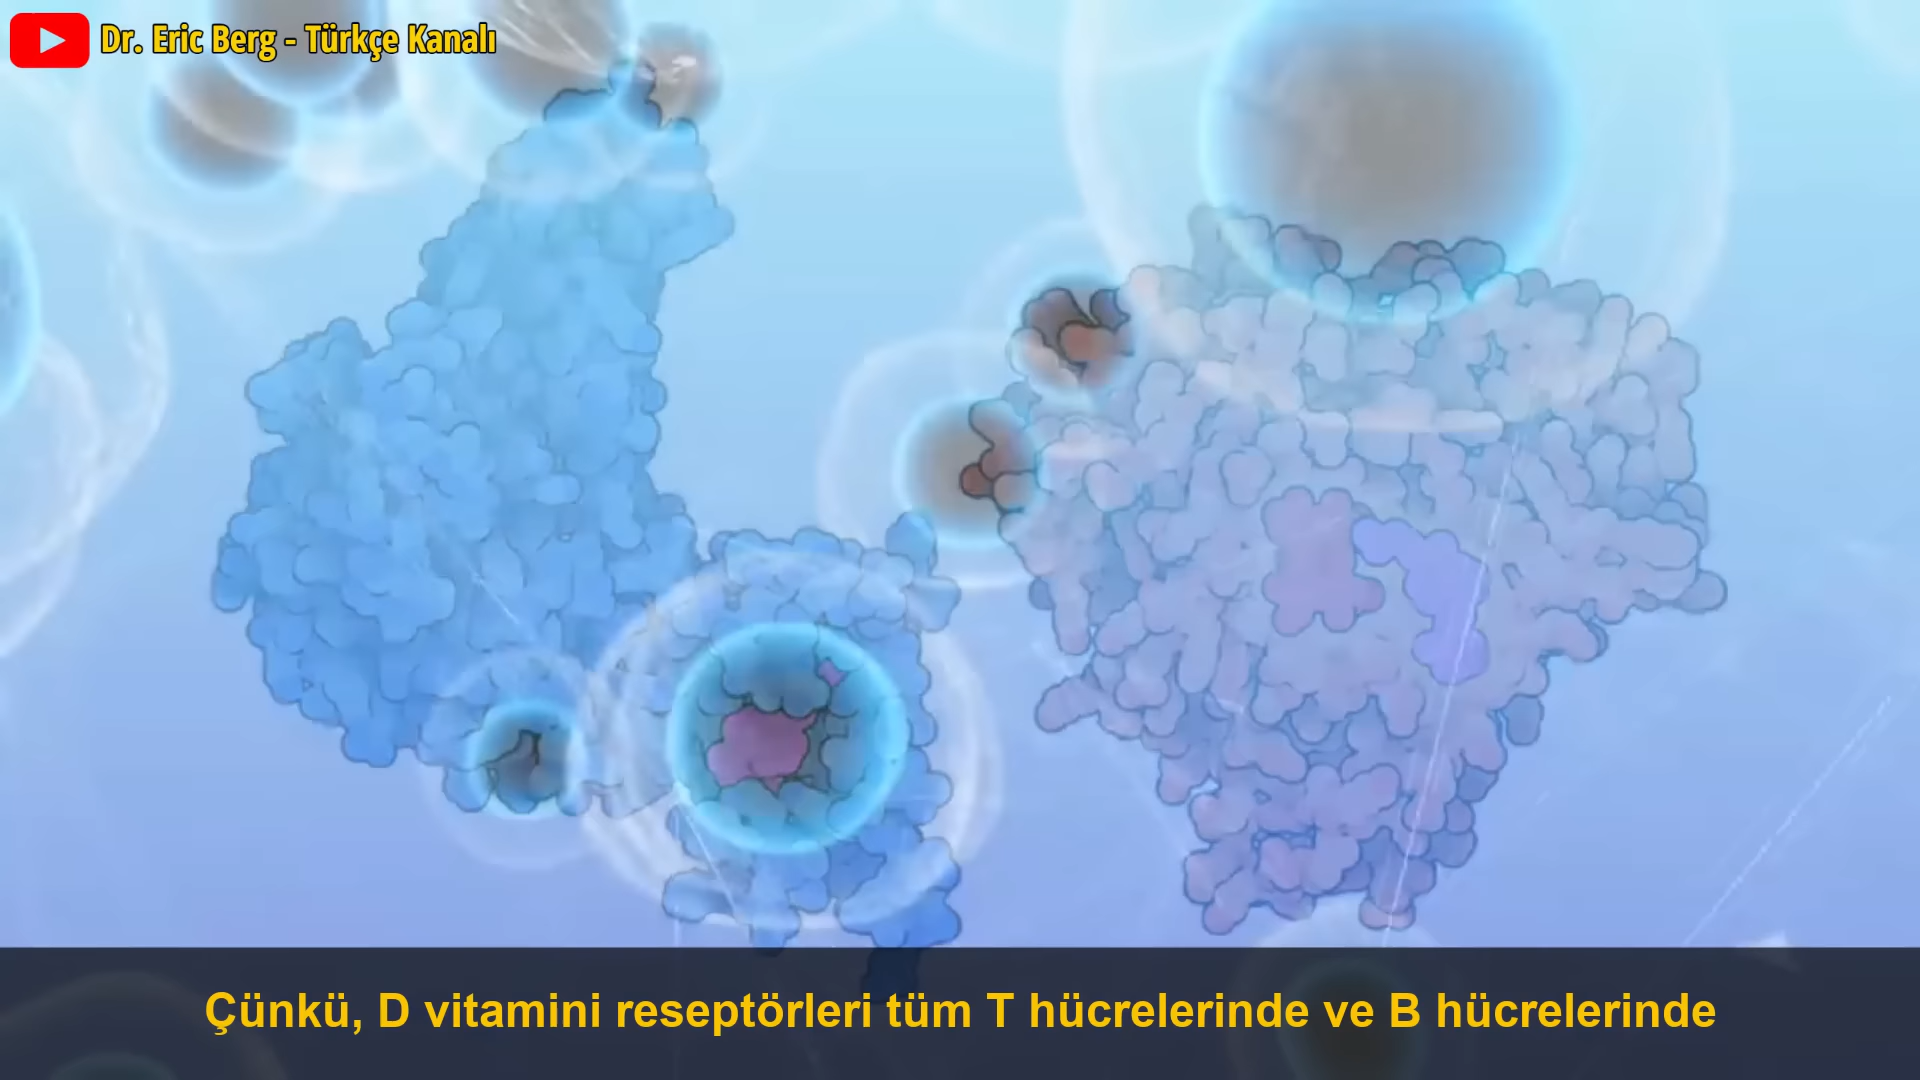 Dr. Eric Berg - Türkçe Kanalı
Çünkü, D vitamini reseptörleri tüm T hücrelerinde ve B hücrelerinde